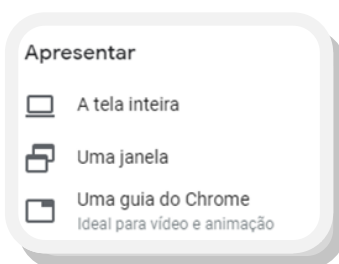 Apresentar
A tela inteira
Uma janela
Uma guia do Chrome
Ideal para vídeo e animação